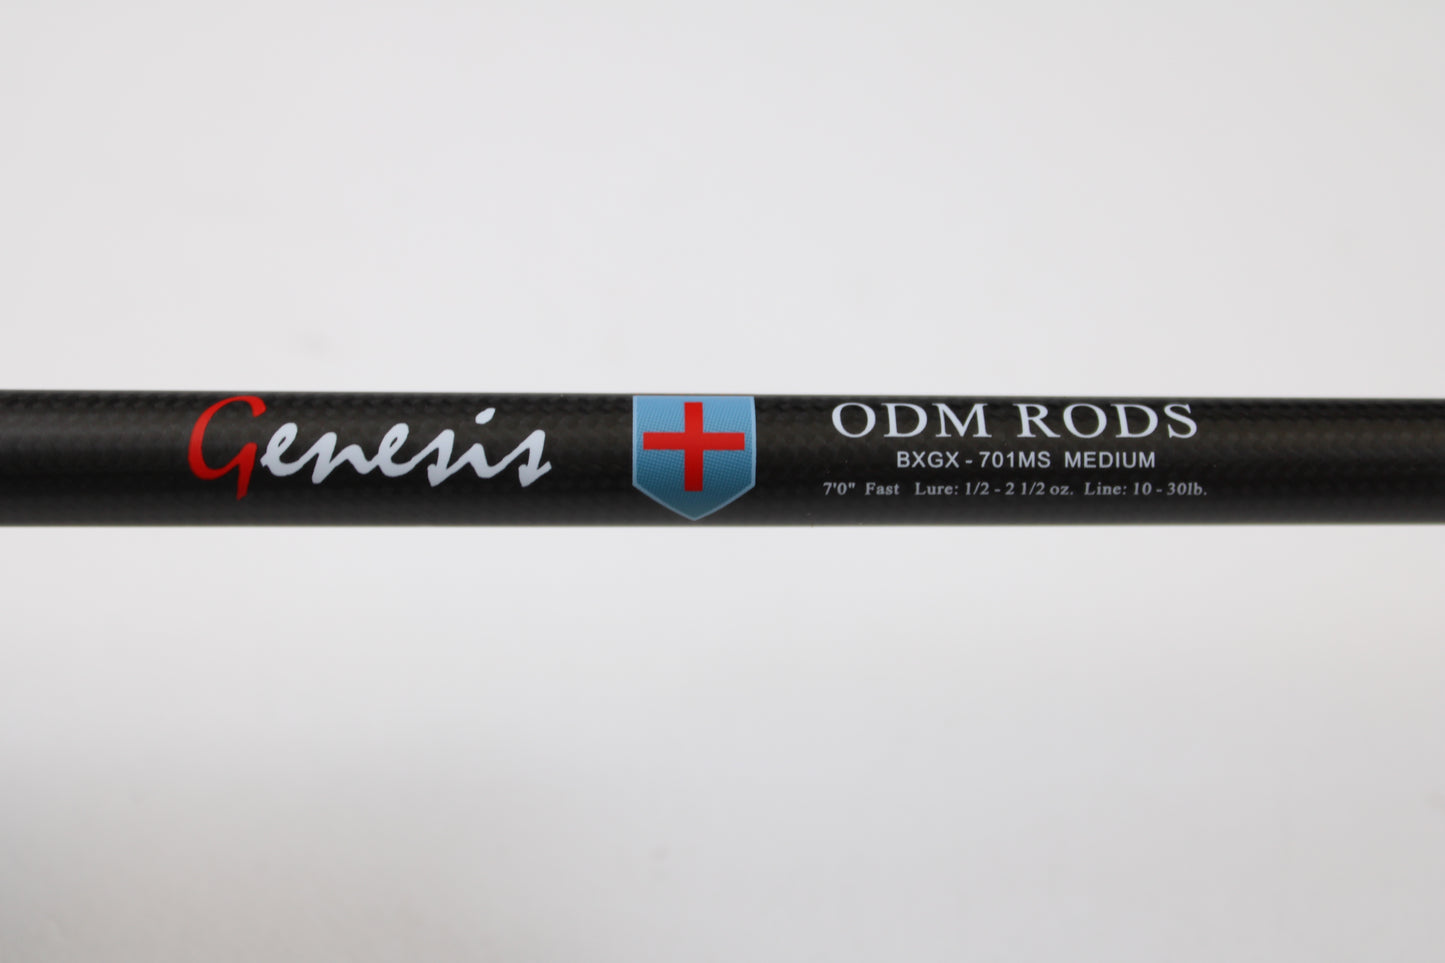 Genesis
ODM RODS
BXGX - 701MS MEDIUM
7'0" Fast Lure: 1/2 - 2 1/2 oz. Line: 10 - 30lb.